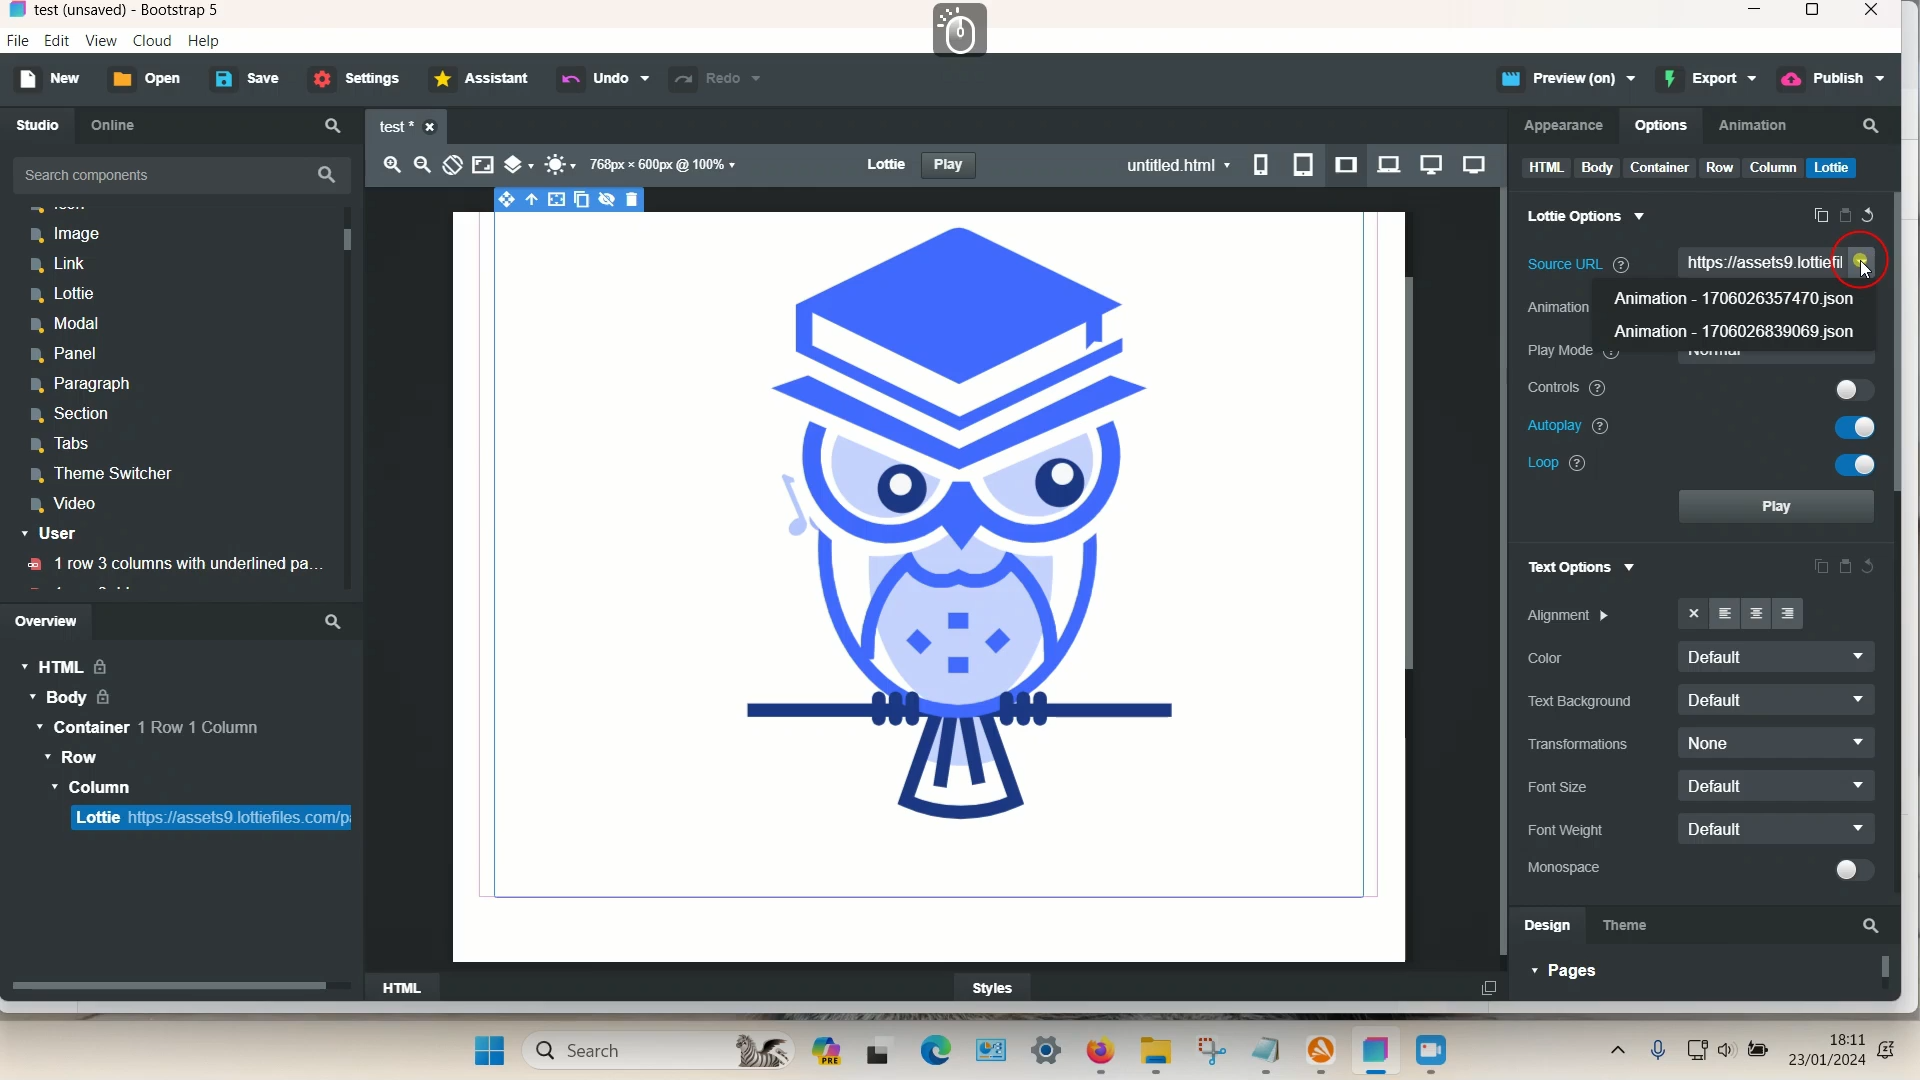 test (unsaved) - Bootstrap 5
File Edit View Cloud Help
New Open Save Settings Assistant Undo Redo Preview (on) Export Publish
Studio Online
test *
Appearance Options Animation
Search components
768px × 600px @ 100%
Lottie Play
untitled.html
HTML Body Container Row Column Lottie
Icon
Image
Link
Lottie
Modal
Panel
Paragraph
Section
Tabs
Theme Switcher
Video
User
1 row 3 columns with underlined pa...
Overview
HTML
Body
Container 1 Row 1 Column
Row
Column
Lottie https://assets9.lottiefiles.com/p
Lottie Options
Source URL ? https://assets9.lottiefil
Animation - 1706026357470.json
Animation
Animation - 1706026839069.json
Play Mode ? Normal
Controls ?
Autoplay ?
Loop ?
Play
Text Options
Alignment
Color Default
Text Background Default
Transformations None
Font Size Default
Font Weight Default
Monospace
Design Theme
Pages
HTML Styles
Search
PRE
18:11
23/01/2024